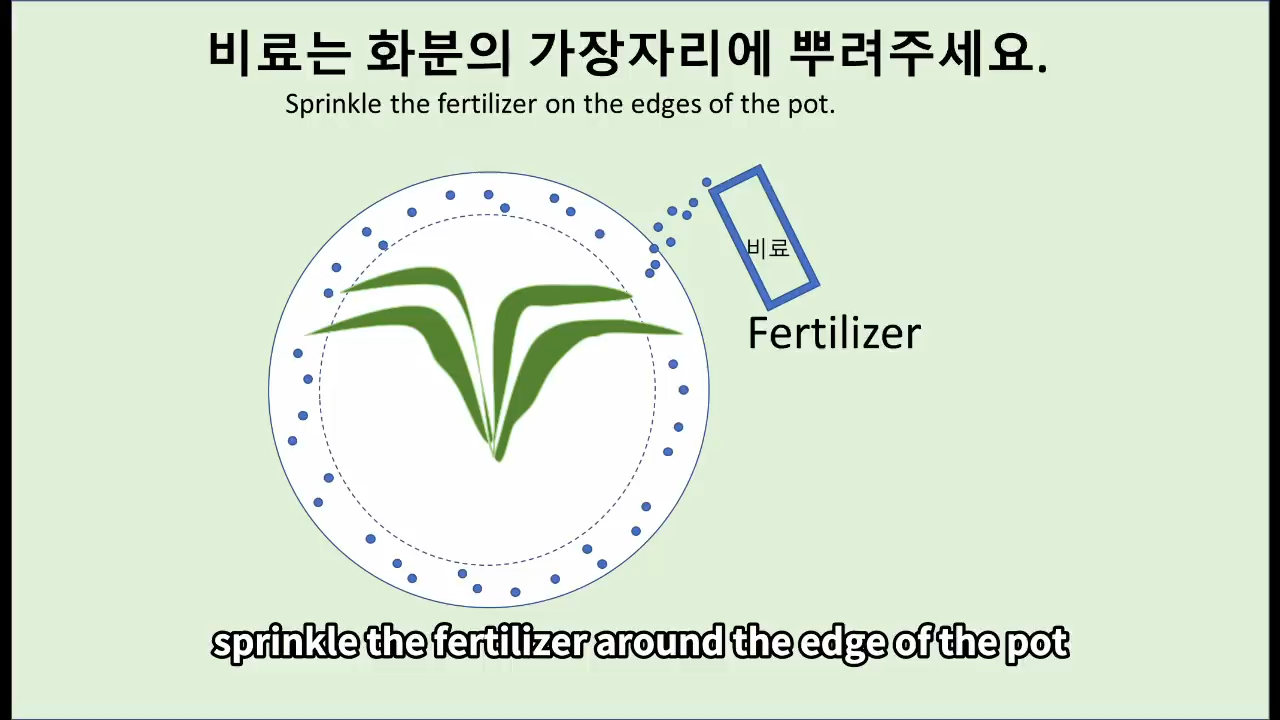 비료는 화분의 가장자리에 뿌려주세요.
Sprinkle the fertilizer on the edges of the pot.
비료
Fertilizer
sprinkle the fertilizer around the edge of the pot